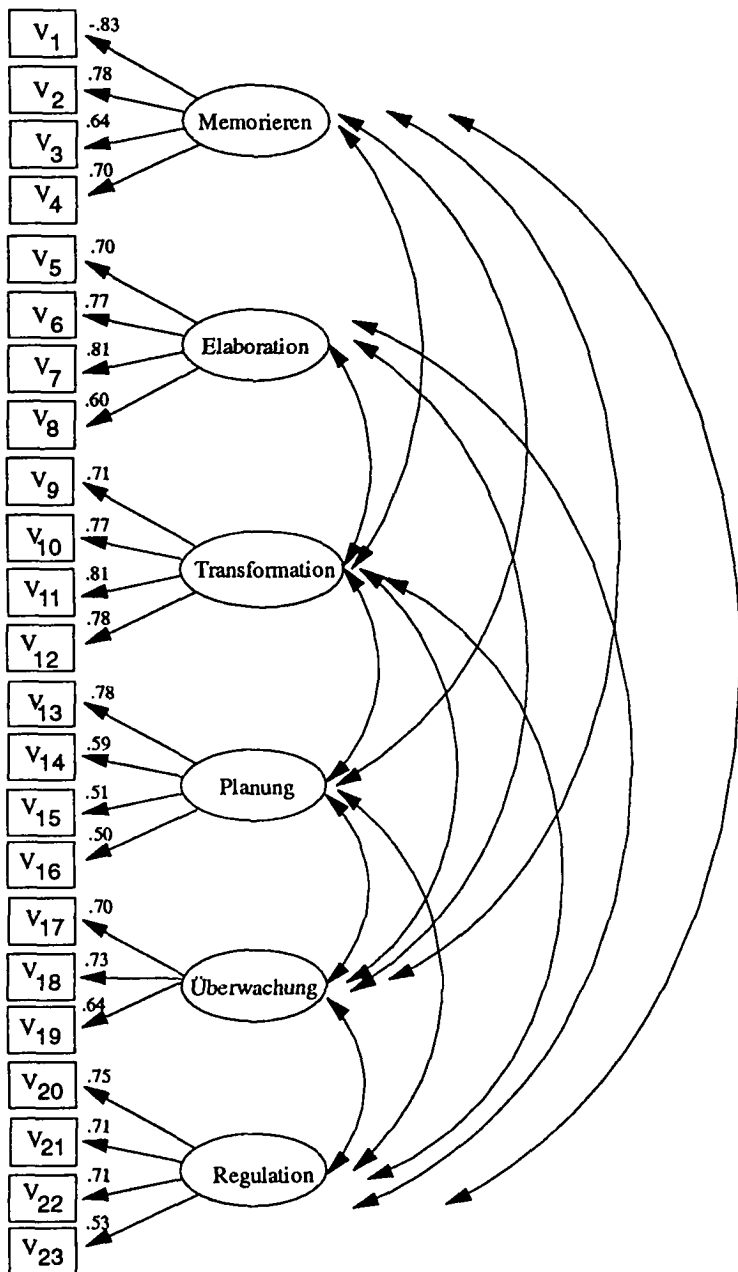 V1 -.83
V2 .78
Memorieren
V3 .64
V4 .70
V5 .70
V6 .77
Elaboration
V7 .81
V8 .60
V9 .71
V10 .77
Transformation
V11 .81
V12 .78
V13 .78
V14 .59
Planung
V15 .51
V16 .50
V17 .70
V18 .73
Überwachung
V19 .64
V20 .75
V21 .71
Regulation
V22 .71
V23 .53